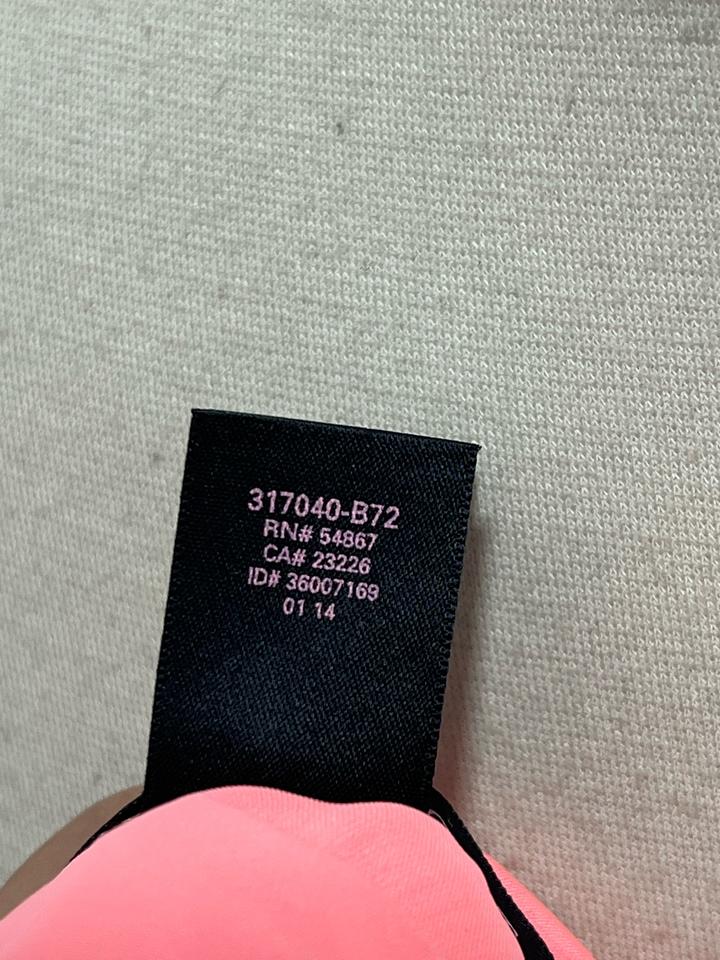 317040-B72
RN# 54867
CA# 23226
ID# 36007169
01 14